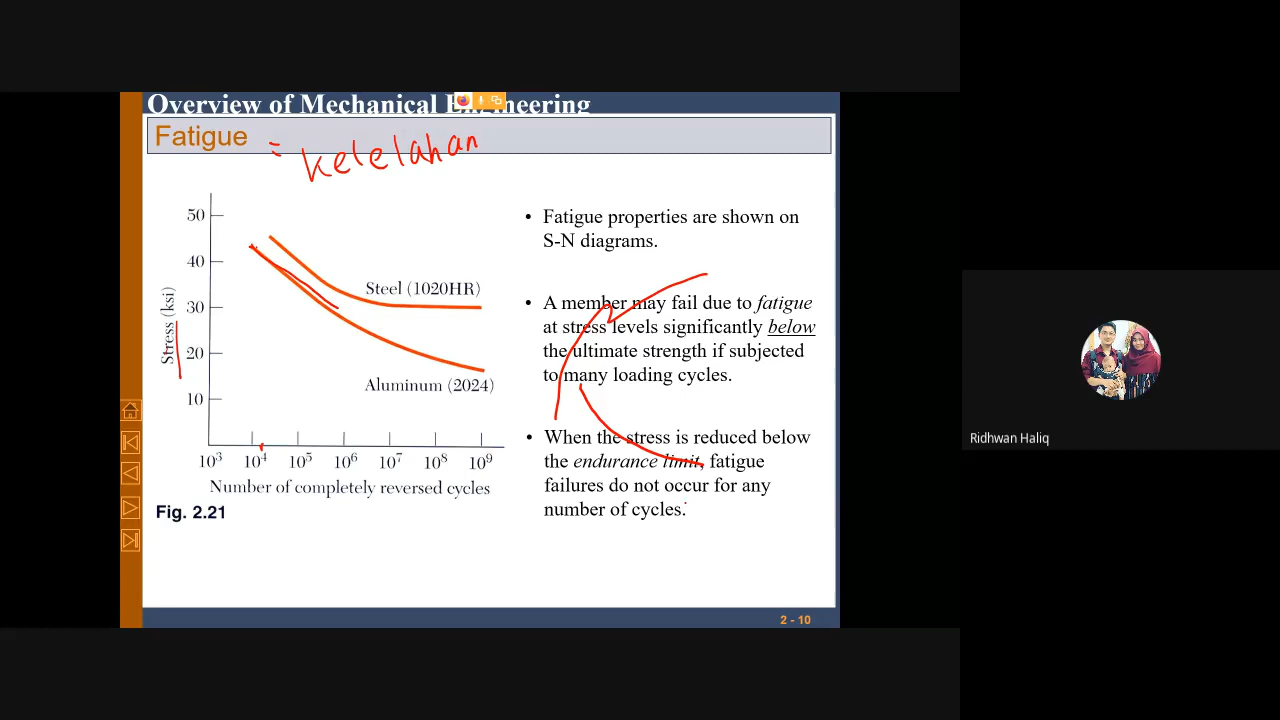 Overview of Mechanical Engineering
Fatigue = kelelahan
50
40
30
20
10
Stress (ksi)
Steel (1020HR)
Aluminum (2024)
10³ 10⁴ 10⁵ 10⁶ 10⁷ 10⁸ 10⁹
Number of completely reversed cycles
Fig. 2.21
• Fatigue properties are shown on
S-N diagrams.
• A member may fail due to fatigue
at stress levels significantly below
the ultimate strength if subjected
to many loading cycles.
• When the stress is reduced below
the endurance limit, fatigue
failures do not occur for any
number of cycles.
2 - 10
Ridhwan Haliq